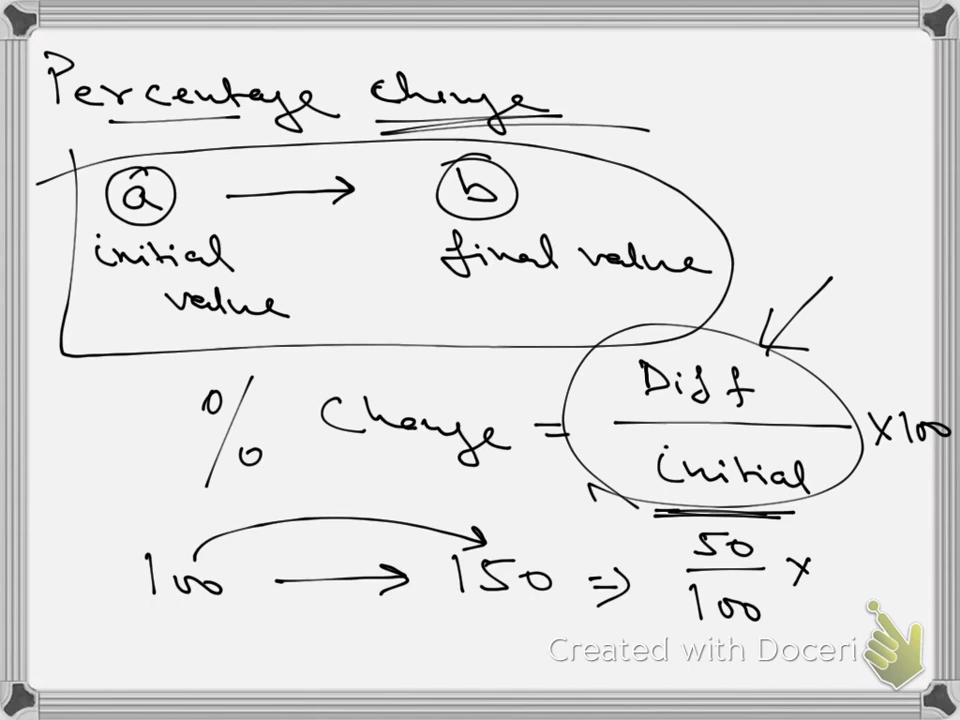 Percentage change
a → b
initial value
final value
% Change = Diff / initial × 100
100 → 150 ⇒ 50 / 100 ×
Created with Doceri